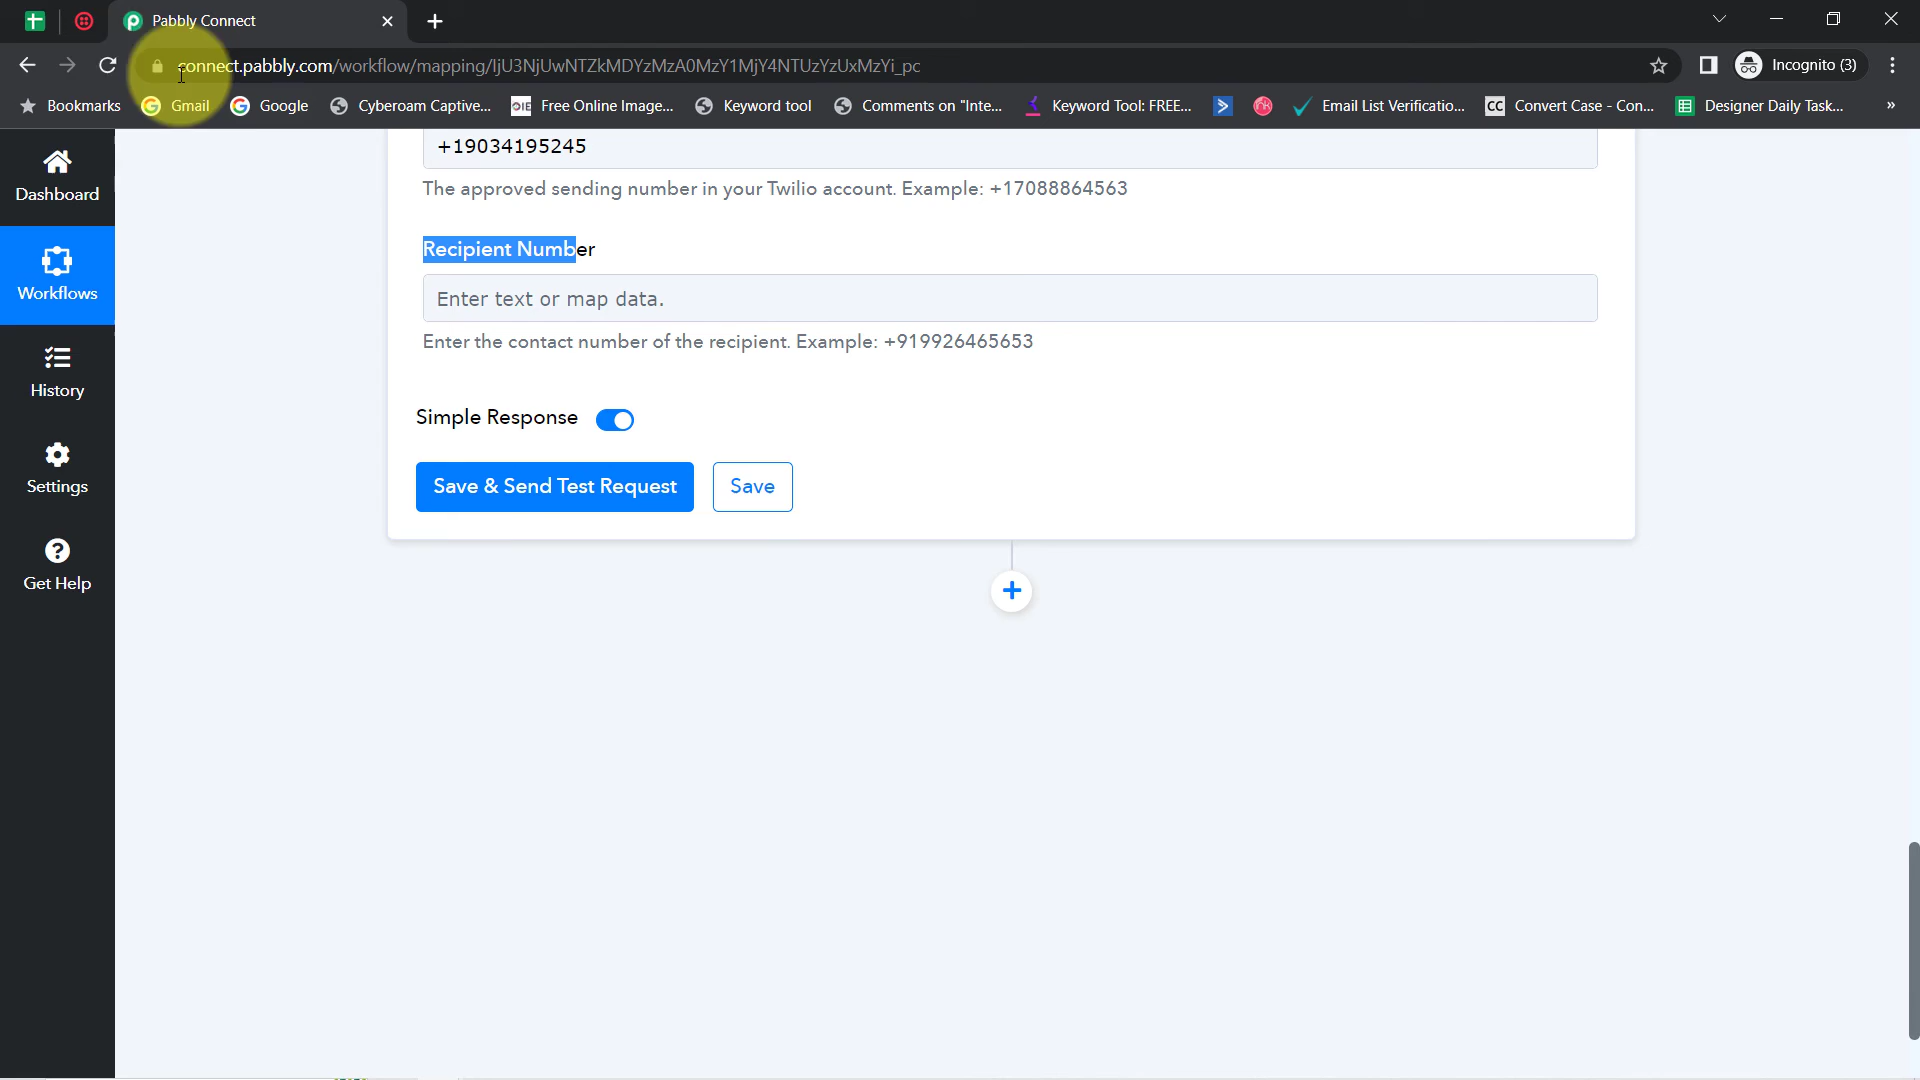 Pabbly Connect
connect.pabbly.com/workflow/mapping/IjU3NjUwNTZkMDYzMzA0MzY1MjY4NTUzYzUxMzYi_pc
Incognito (3)
Bookmarks Gmail Google Cyberoam Captive... OIE Free Online Image... Keyword tool Comments on "Inte... Keyword Tool: FREE... Email List Verificatio... CC Convert Case - Con... Designer Daily Task... »
Dashboard
Workflows
History
Settings
Get Help
+19034195245
The approved sending number in your Twilio account. Example: +17088864563
Recipient Number
Enter text or map data.
Enter the contact number of the recipient. Example: +919926465653
Simple Response
Save & Send Test Request Save